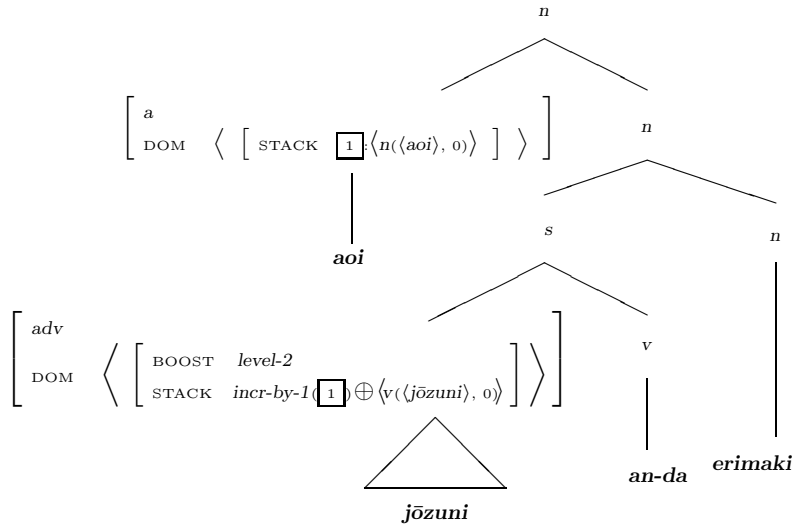 n
a
DOM ⟨ [ STACK 1:⟨n(⟨aoi⟩, 0)⟩ ] ⟩
n
s
n
aoi
adv
BOOST level-2
DOM
STACK incr-by-1(1)⊕⟨v(⟨jōzuni⟩, 0)⟩
v
an-da
erimaki
jōzuni